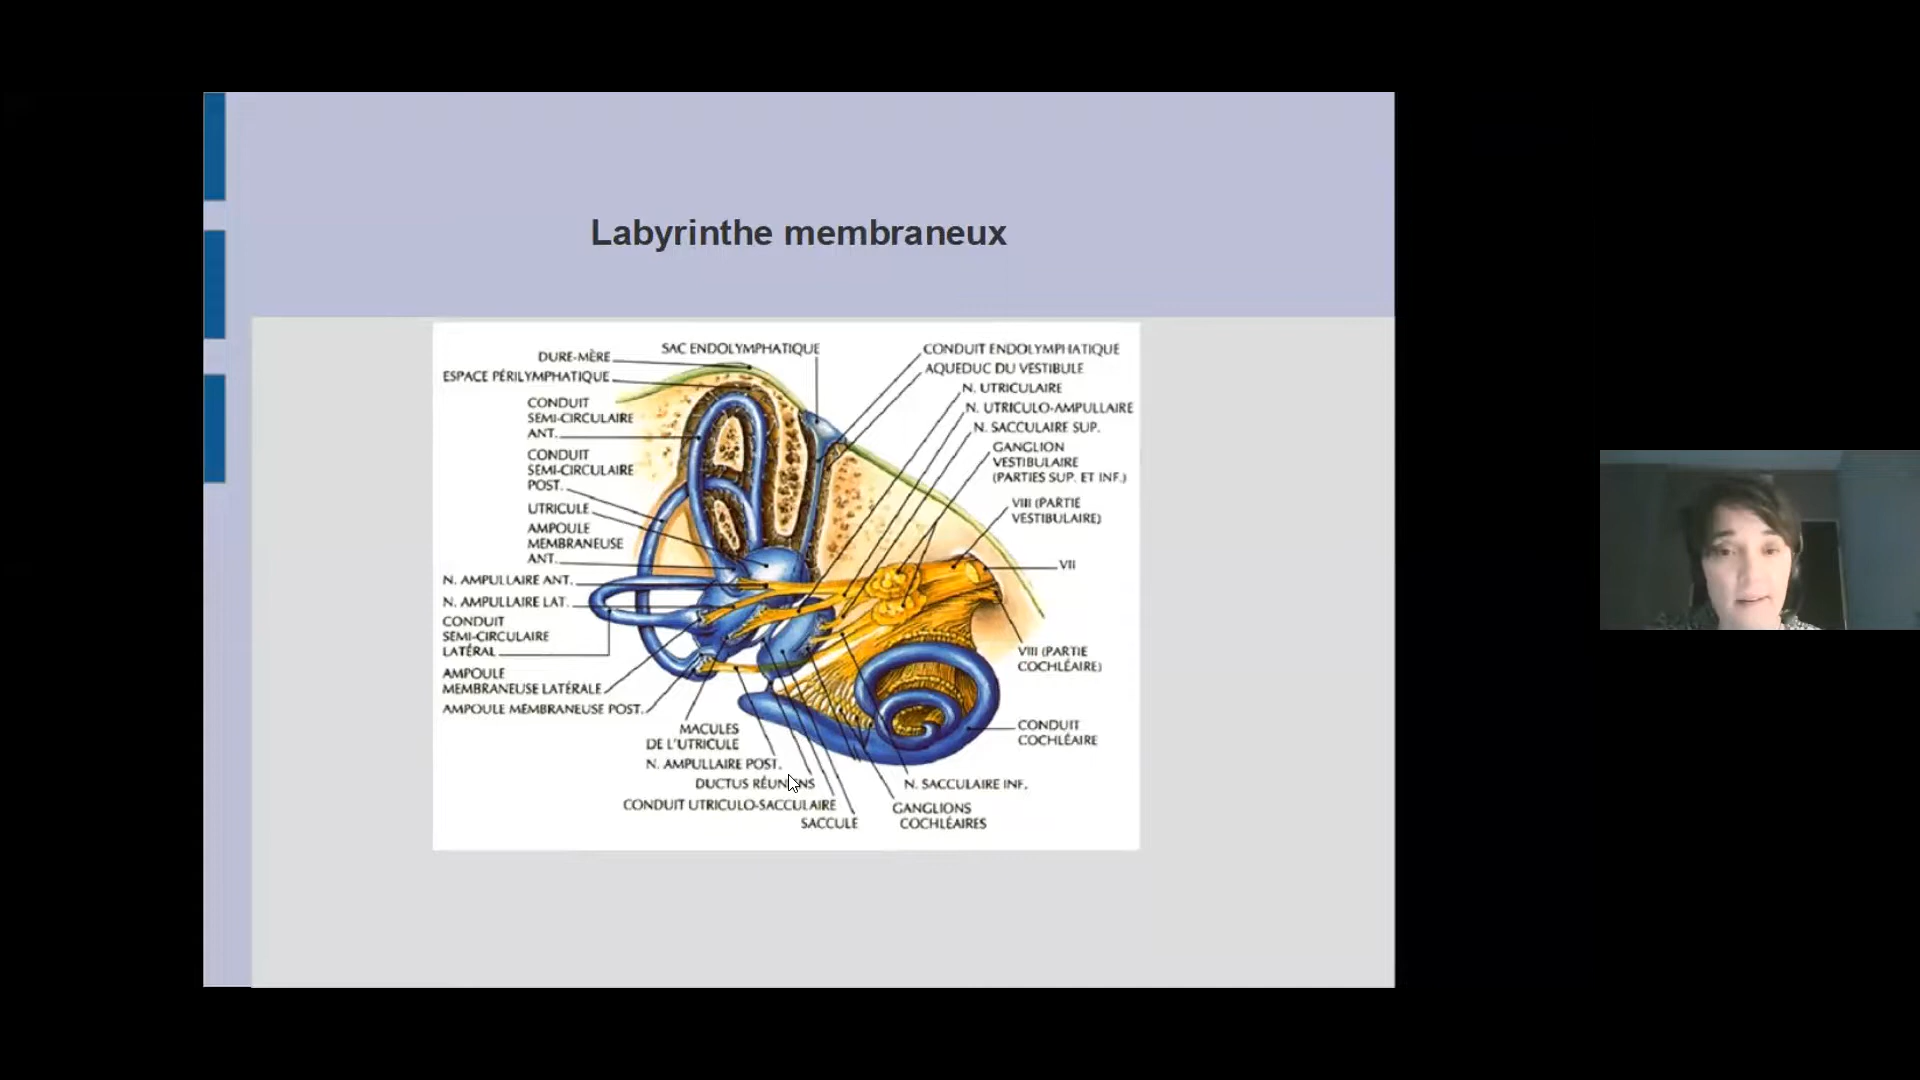 Labyrinthe membraneux
SAC ENDOLYMPHATIQUE
DURE-MÈRE
ESPACE PÉRILYMPHATIQUE
CONDUIT
SEMI-CIRCULAIRE
ANT.
CONDUIT
SEMI-CIRCULAIRE
POST.
UTRICULE
AMPOULE
MEMBRANEUSE
ANT.
N. AMPULLAIRE ANT.
N. AMPULLAIRE LAT.
CONDUIT
SEMI-CIRCULAIRE
LATÉRAL
AMPOULE
MEMBRANEUSE LATÉRALE
AMPOULE MEMBRANEUSE POST.
MACULES
DE L'UTRICULE
N. AMPULLAIRE POST.
DUCTUS RÉUNIENS
CONDUIT UTRICULO-SACCULAIRE
SACCULE
CONDUIT ENDOLYMPHATIQUE
AQUEDUC DU VESTIBULE
N. UTRICULAIRE
N. UTRICULO-AMPULLAIRE
N. SACCULAIRE SUP.
GANGLION
VESTIBULAIRE
(PARTIES SUP. ET INF.)
VIII (PARTIE
VESTIBULAIRE)
VII
VIII (PARTIE
COCHLÉAIRE)
CONDUIT
COCHLÉAIRE
N. SACCULAIRE INF.
GANGLIONS
COCHLÉAIRES